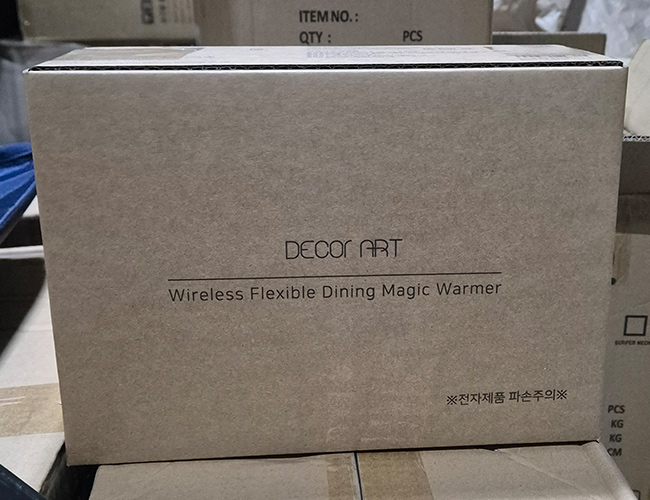 ITEM NO. :
QTY : PCS
DECOr ART
Wireless Flexible Dining Magic Warmer
※전자제품 파손주의※
PCS
KG
KG
CM